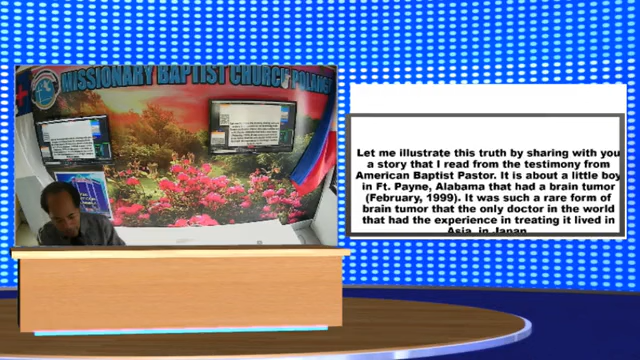 MISSIONARY BAPTIST CHURCH
Let me illustrate this truth by sharing with you
a story that I read from the testimony from
American Baptist Pastor. It is about a little boy
in Ft. Payne, Alabama that had a brain tumor
(February, 1999). It was such a rare form of
brain tumor that the only doctor in the world
that had the experience in treating it lived in
Asia, in Japan